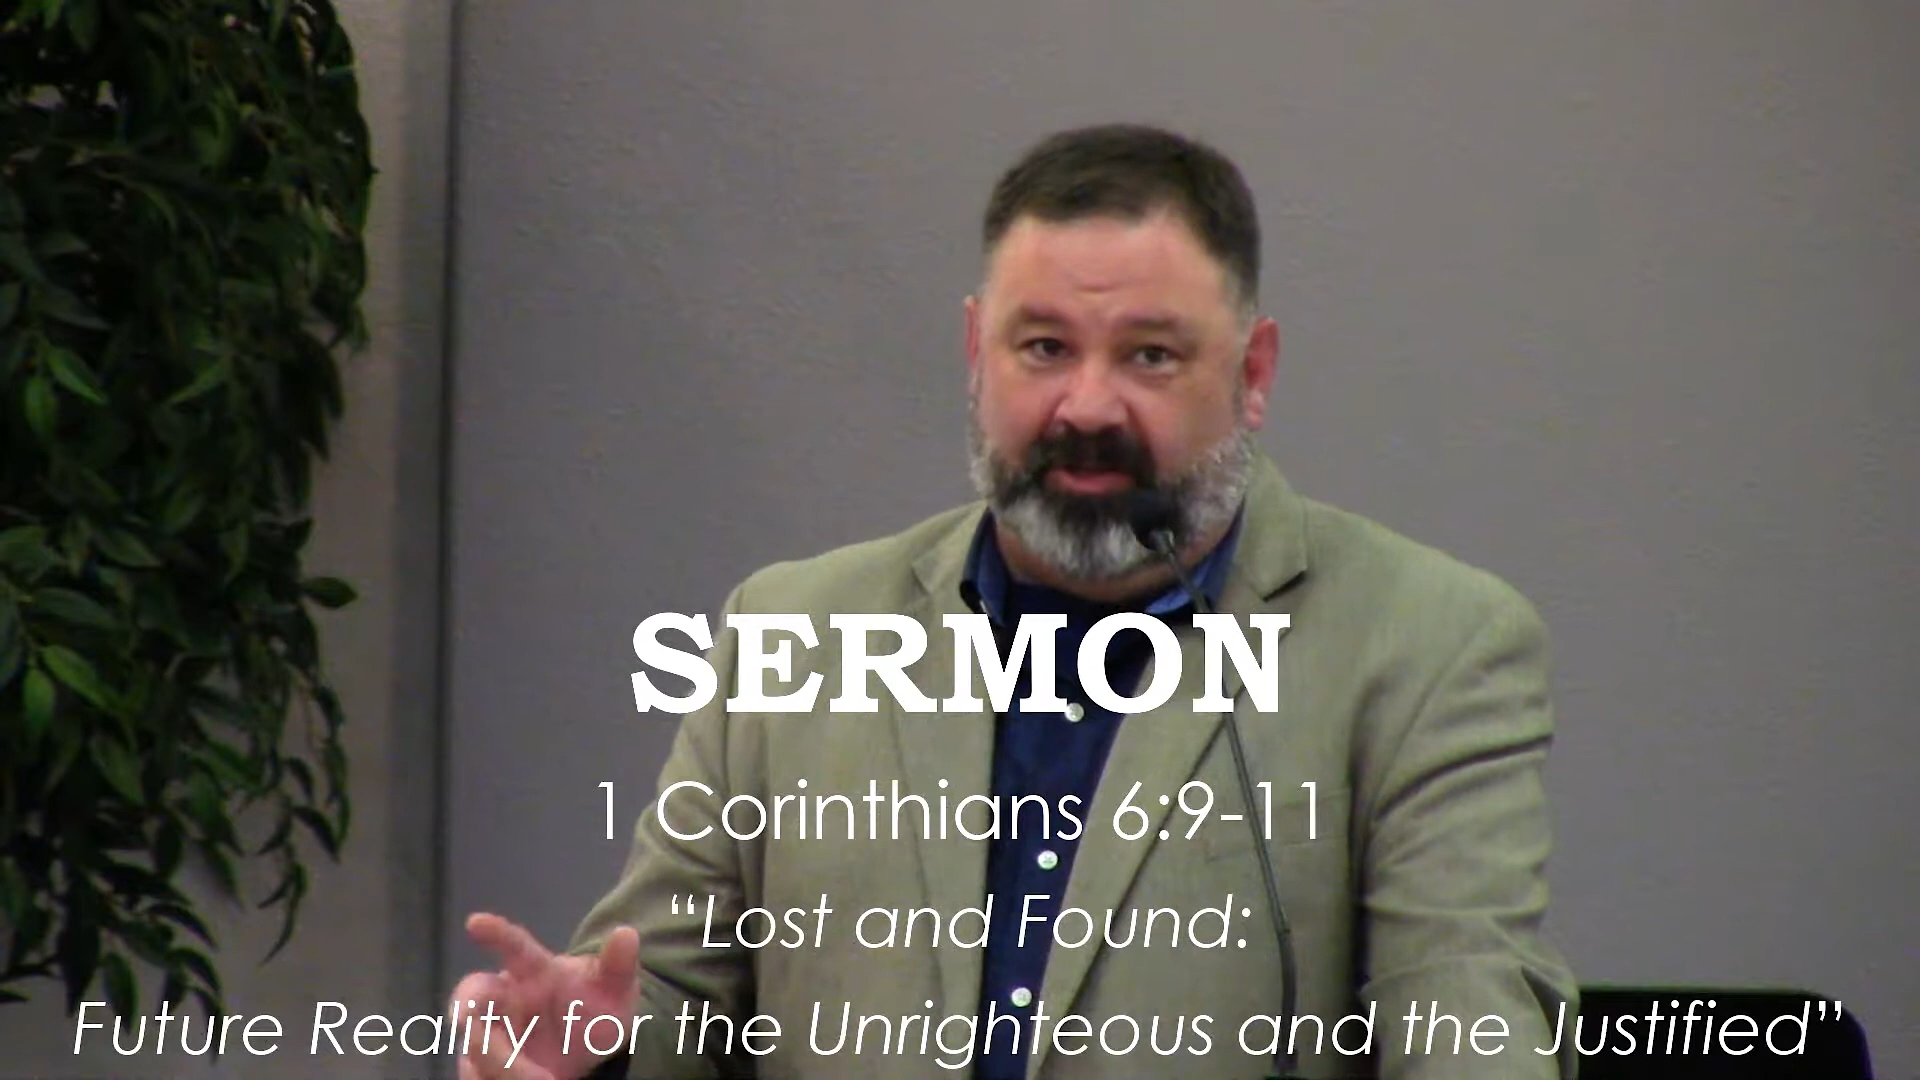 SERMON
1 Corinthians 6:9-11
“Lost and Found:
Future Reality for the Unrighteous and the Justified”